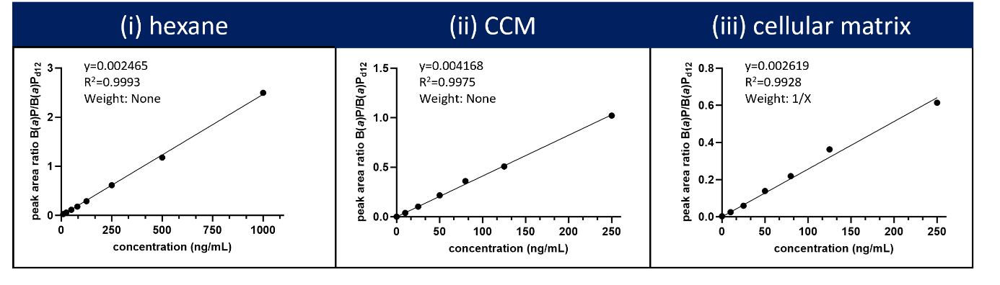 (i) hexane
(ii) CCM
(iii) cellular matrix
y=0.002465
R²=0.9993
Weight: None
peak area ratio B(a)P/B(a)Pd12
3
2
1
0
0 250 500 750 1000
concentration (ng/mL)
y=0.004168
R²=0.9975
Weight: None
peak area ratio B(a)P/B(a)Pd12
1.5
1.0
0.5
0.0
0 50 100 150 200 250
concentration (ng/mL)
y=0.002619
R²=0.9928
Weight: 1/X
peak area ratio B(a)P/B(a)Pd12
0.8
0.6
0.4
0.2
0.0
0 50 100 150 200 250
concentration (ng/mL)